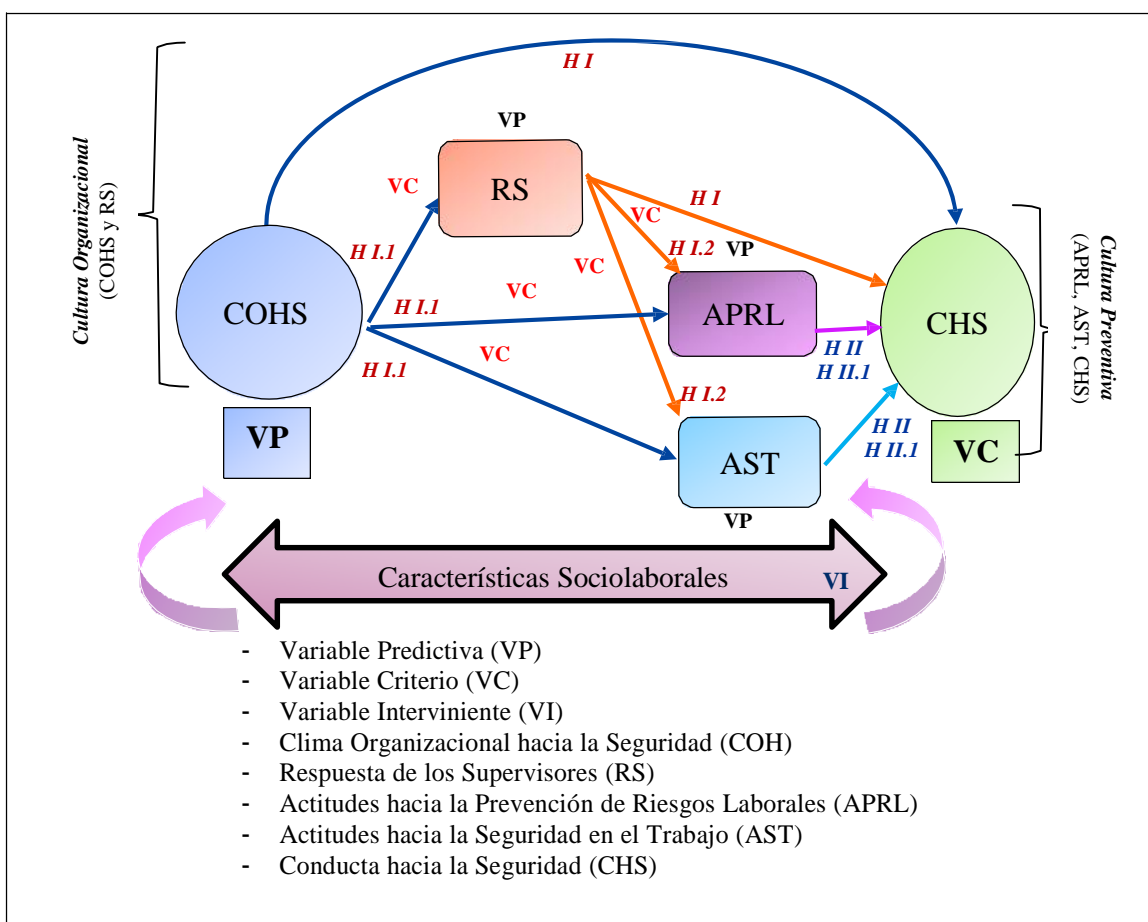 H I
VP
RS
VC
H I
VC
H I.2
VP
Cultura Organizacional
(COHS y RS)
H I.1
VC
COHS
H I.1
VC
APRL
CHS
Cultura Preventiva
(APRL, AST, CHS)
H I.1
VC
H II
H II.1
H I.2
VP
AST
H II
H II.1
VC
VP
Características Sociolaborales VI
- Variable Predictiva (VP)
- Variable Criterio (VC)
- Variable Interviniente (VI)
- Clima Organizacional hacia la Seguridad (COH)
- Respuesta de los Supervisores (RS)
- Actitudes hacia la Prevención de Riesgos Laborales (APRL)
- Actitudes hacia la Seguridad en el Trabajo (AST)
- Conducta hacia la Seguridad (CHS)